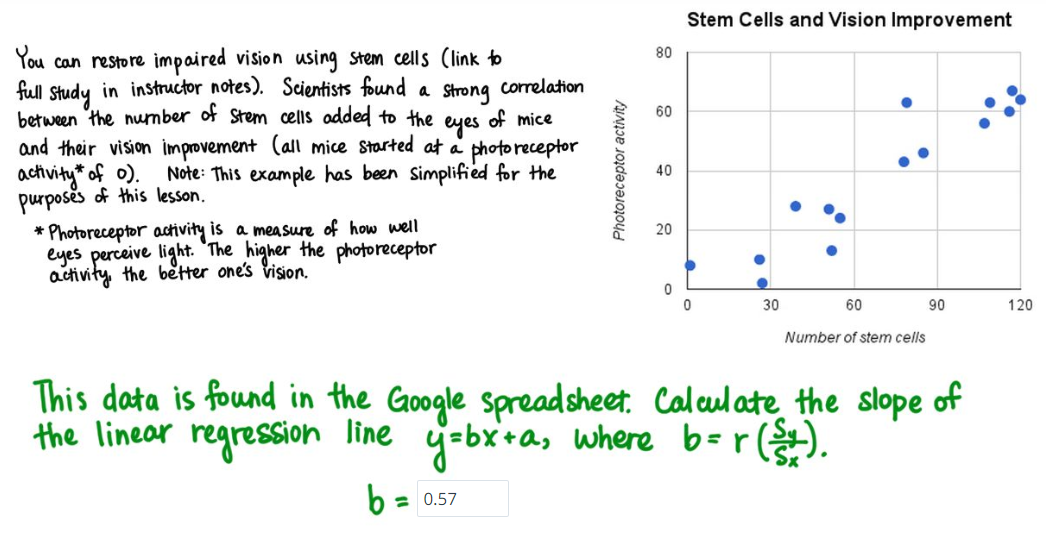 Stem Cells and Vision Improvement
You can restore impaired vision using stem cells (link to
full study in instructor notes). Scientists found a strong correlation
between the number of stem cells added to the eyes of mice
and their vision improvement (all mice started at a photoreceptor
activity* of 0). Note: This example has been simplified for the
purposes of this lesson.
* Photoreceptor activity is a measure of how well
eyes perceive light. The higher the photoreceptor
activity, the better one's vision.
Photoreceptor activity
80
60
40
20
0
0 30 60 90 120
Number of stem cells
This data is found in the Google spreadsheet. Calculate the slope of
the linear regression line y=bx+a, where b= r(Sy/Sx).
b = 0.57